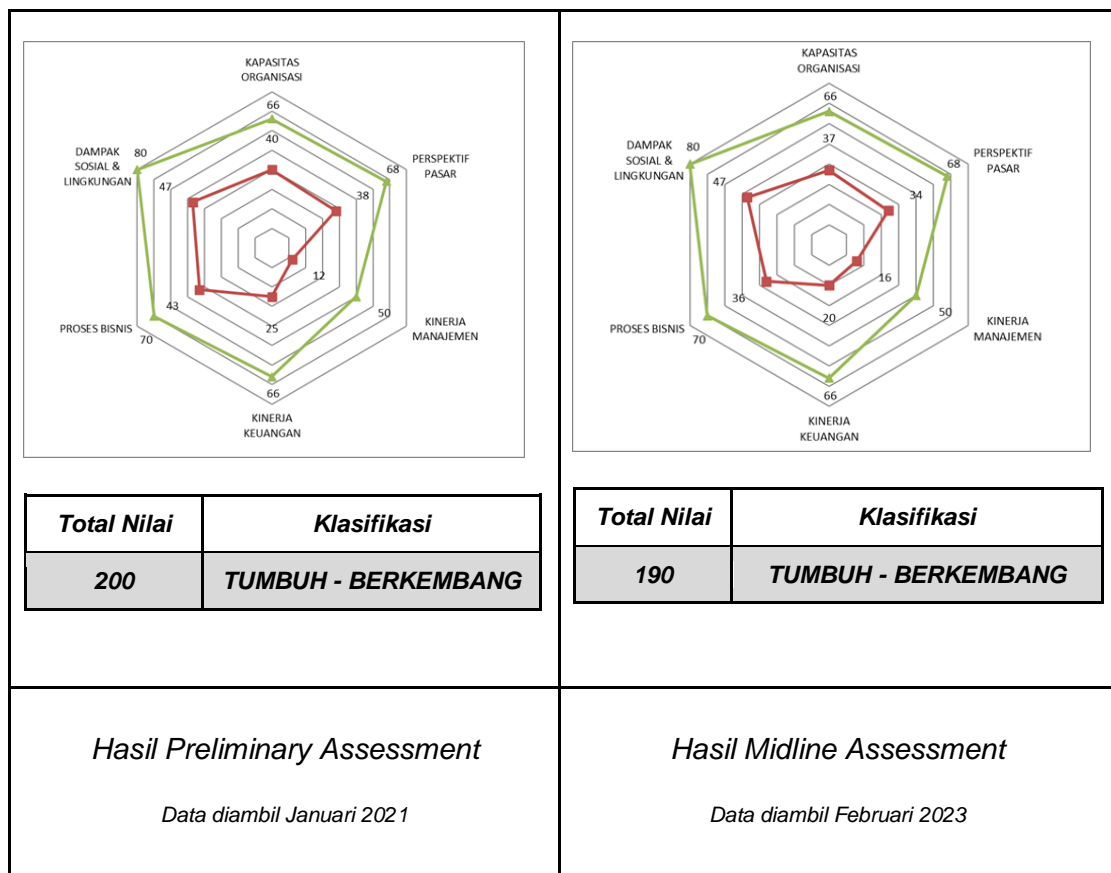 KAPASITAS
ORGANISASI
66
40
DAMPAK
SOSIAL &
LINGKUNGAN
80
47
68
PERSPEKTIF
PASAR
38
12
43
25
50
PROSES BISNIS
70
KINERJA
MANAJEMEN
66
KINERJA
KEUANGAN
Total Nilai
Klasifikasi
200
TUMBUH - BERKEMBANG
Hasil Preliminary Assessment
Data diambil Januari 2021
KAPASITAS
ORGANISASI
66
37
DAMPAK
SOSIAL &
LINGKUNGAN
80
47
68
PERSPEKTIF
PASAR
34
16
36
20
50
PROSES BISNIS
70
KINERJA
MANAJEMEN
66
KINERJA
KEUANGAN
Total Nilai
Klasifikasi
190
TUMBUH - BERKEMBANG
Hasil Midline Assessment
Data diambil Februari 2023